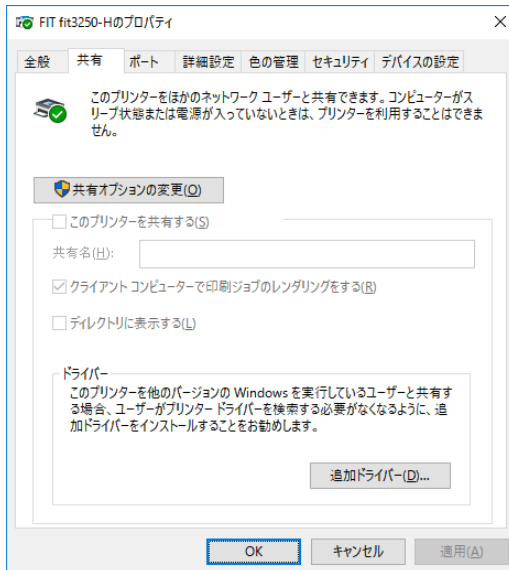 FIT fit3250-Hのプロパティ
全般 共有 ポート 詳細設定 色の管理 セキュリティ デバイスの設定
このプリンターをほかのネットワーク ユーザーと共有できます。コンピューターがス
リープ状態または電源が入っていないときは、プリンターを利用することはできま
せん。
共有オプションの変更(O)
このプリンターを共有する(S)
共有名(H):
クライアント コンピューターで印刷ジョブのレンダリングをする(R)
ディレクトリに表示する(L)
ドライバー
このプリンターを他のバージョンの Windows を実行しているユーザーと共有す
る場合、ユーザーがプリンター ドライバーを検索する必要がなくなるように、追
加ドライバーをインストールすることをお勧めします。
追加ドライバー(D)...
OK キャンセル 適用(A)